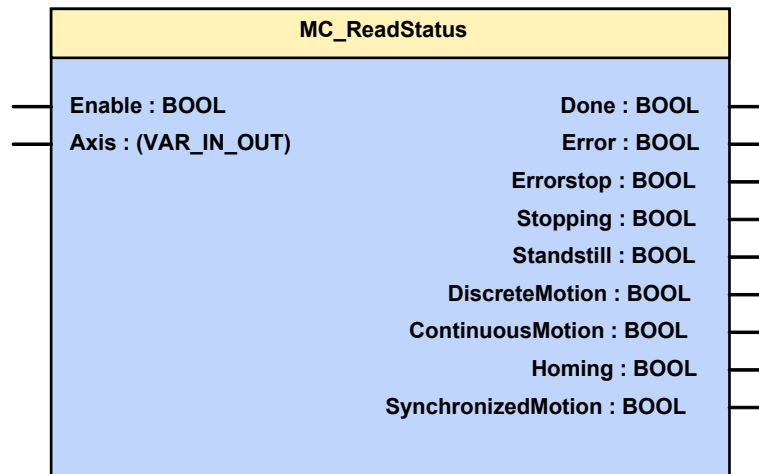 MC_ReadStatus
Enable : BOOL
Done : BOOL
Axis : (VAR_IN_OUT)
Error : BOOL
Errorstop : BOOL
Stopping : BOOL
Standstill : BOOL
DiscreteMotion : BOOL
ContinuousMotion : BOOL
Homing : BOOL
SynchronizedMotion : BOOL